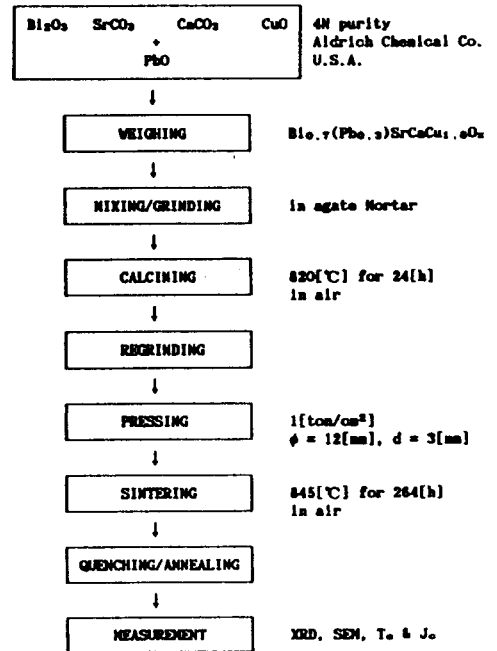 Bi₂O₃ SrCO₃ CaCO₃ CuO
+
PbO
4N purity
Aldrich Chemical Co.
U.S.A.
↓
WEIGHING
Bi₀.₇(Pb₀.₃)SrCaCu₁.₈Oₓ
↓
MIXING/GRINDING
in agate Mortar
↓
CALCINING
820[℃] for 24[h]
in air
↓
REGRINDING
↓
PRESSING
1[ton/cm²]
ϕ = 12[mm], d = 3[mm]
↓
SINTERING
845[℃] for 264[h]
in air
↓
QUENCHING/ANNEALING
↓
MEASUREMENT
XRD, SEM, T꜀ & J꜀